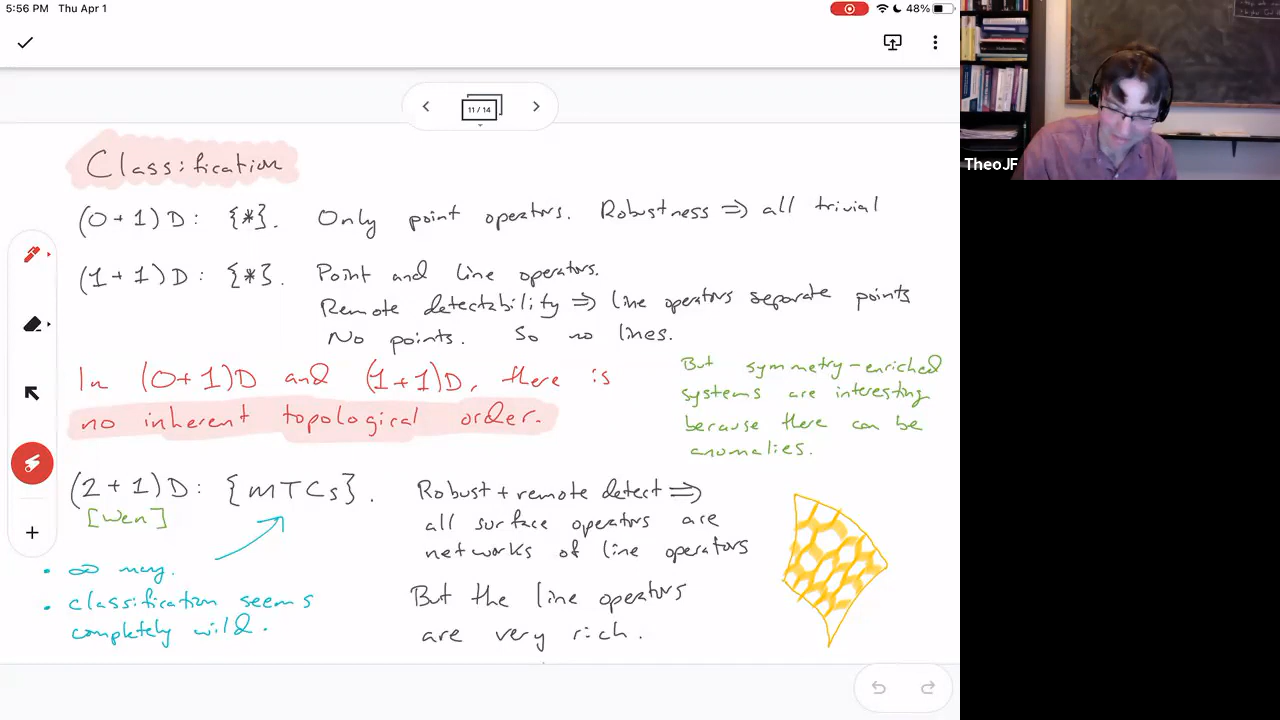 5:56 PM Thu Apr 1
48%
11 / 14
TheoJF
Classification
(0+1)D: {*}. Only point operators. Robustness ⇒ all trivial
(1+1)D: {*}. Point and line operators.
Remote detectability ⇒ line operators separate points
No points. So no lines.
In (0+1)D and (1+1)D, there is
no inherent topological order.
But symmetry-enriched
systems are interesting
because there can be
anomalies.
(2+1)D: {MTCs}. Robust + remote detect ⇒
[Wen]
all surface operators are
networks of line operators
But the line operators
are very rich.
• ∞ many.
• classification seems
completely wild.